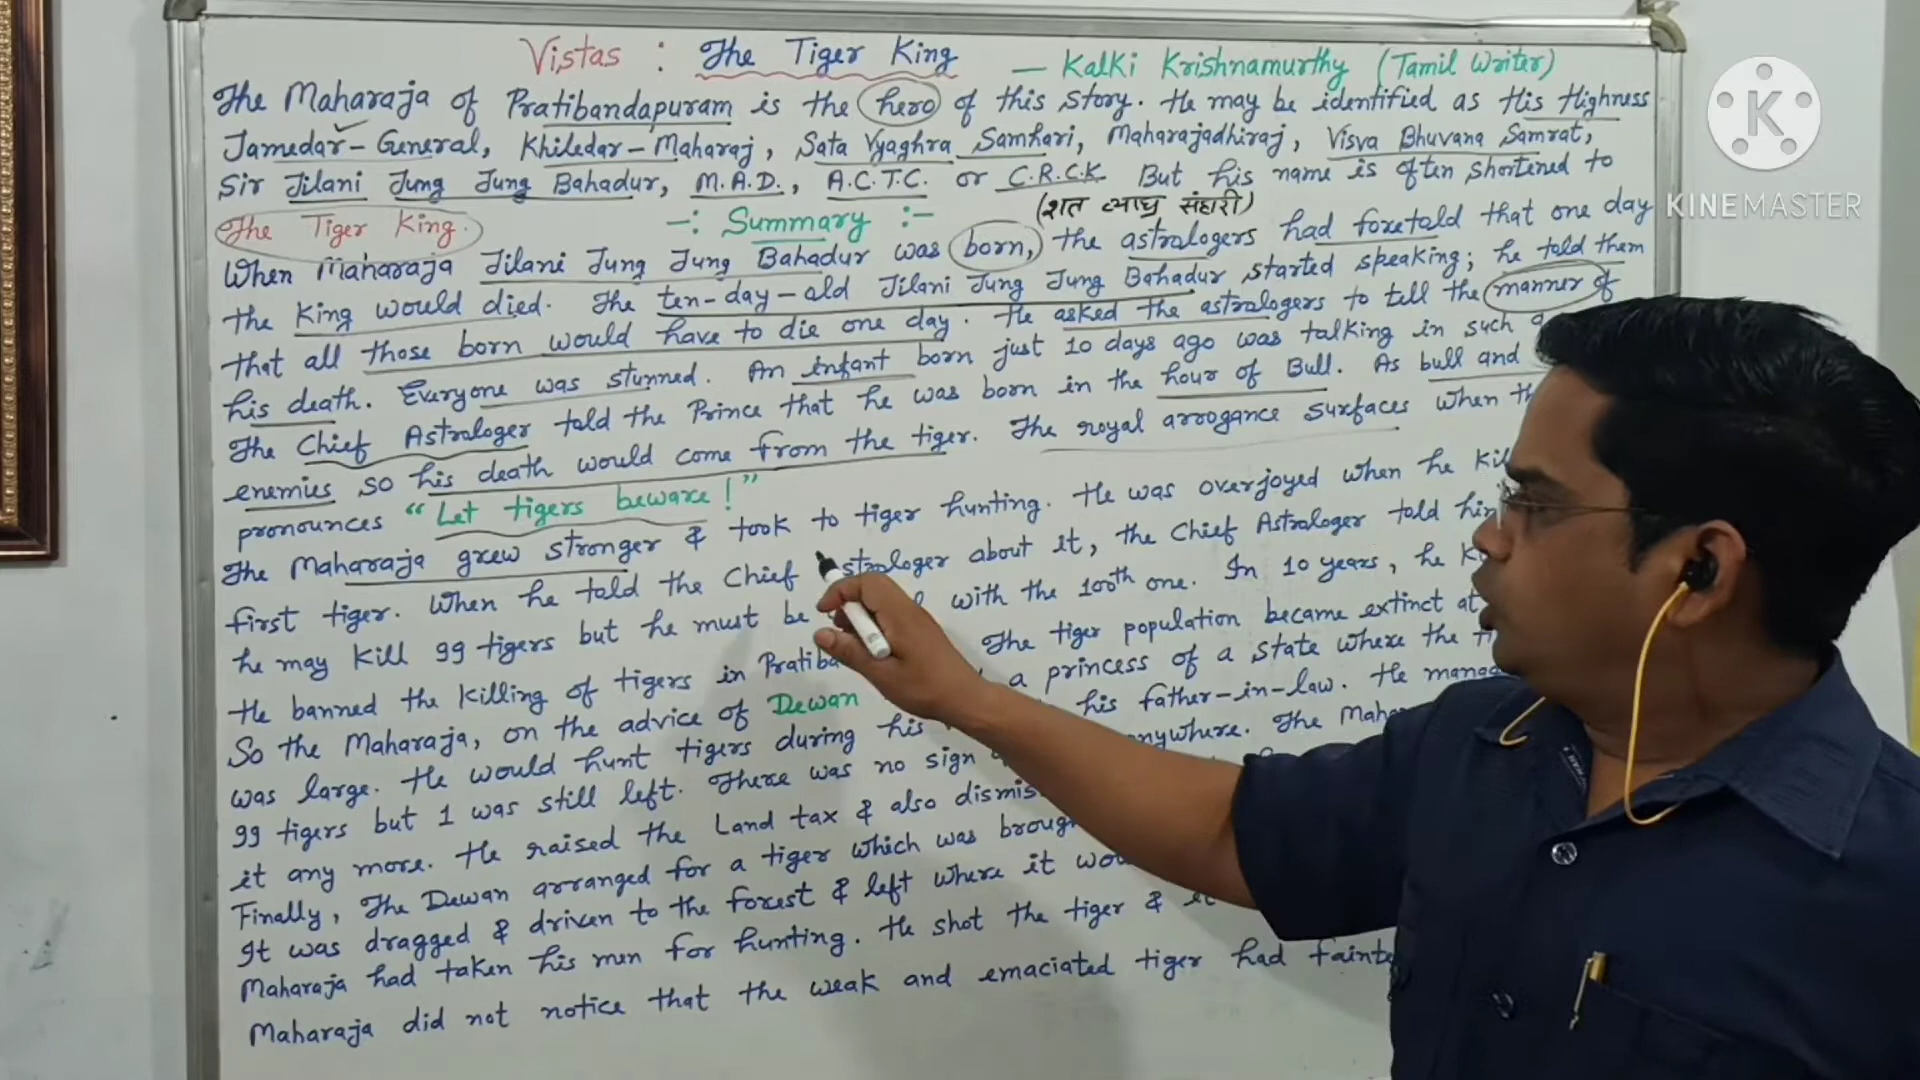 Vistas : The Tiger King — Kalki Krishnamurthy (Tamil Writer)
The Maharaja of Pratibandapuram is the hero of this story. He may be identified as His Highness
Jamedar-General, Khiledar-Maharaj, Sata Vyaghra Samhari, Maharajadhiraj, Visva Bhuvana Samrat,
Sir Jilani Jung Jung Bahadur, M.A.D., A.C.T.C. or C.R.C.K. But his name is often shortened to
The Tiger King. -: Summary :- (शत व्याघ्र संहारी)
When Maharaja Jilani Jung Jung Bahadur was born, the astrologers had foretold that one day
the King would died. The ten-day-old Jilani Jung Jung Bahadur started speaking; he told them
that all those born would have to die one day. He asked the astrologers to tell the manner of
his death. Everyone was stunned. An infant born just 10 days ago was talking in such a
The Chief Astrologer told the Prince that he was born in the hour of Bull. As bull and
enemies so his death would come from the tiger. The royal arrogance surfaces when
pronounces "Let tigers beware!"
The Maharaja grew stronger & took to tiger hunting. He was overjoyed when he
first tiger. When he told the Chief Astrologer about it, the Chief Astrologer told him
he may kill 99 tigers but he must be with the 100th one. In 10 years, he
He banned the killing of tigers in The tiger population became extinct at
So the Maharaja, on the advice of Dewan a princess of a state where the
was large. He would hunt tigers during his his father-in-law. He
99 tigers but 1 was still left. There was no sign anywhere. The
it any more. He raised the Land tax & also
Finally, The Dewan arranged for a tiger which was
It was dragged & driven to the forest & left where it
Maharaja had taken his men for hunting. He shot the tiger & it
Maharaja did not notice that the weak and emaciated tiger had
K
KINEMASTER